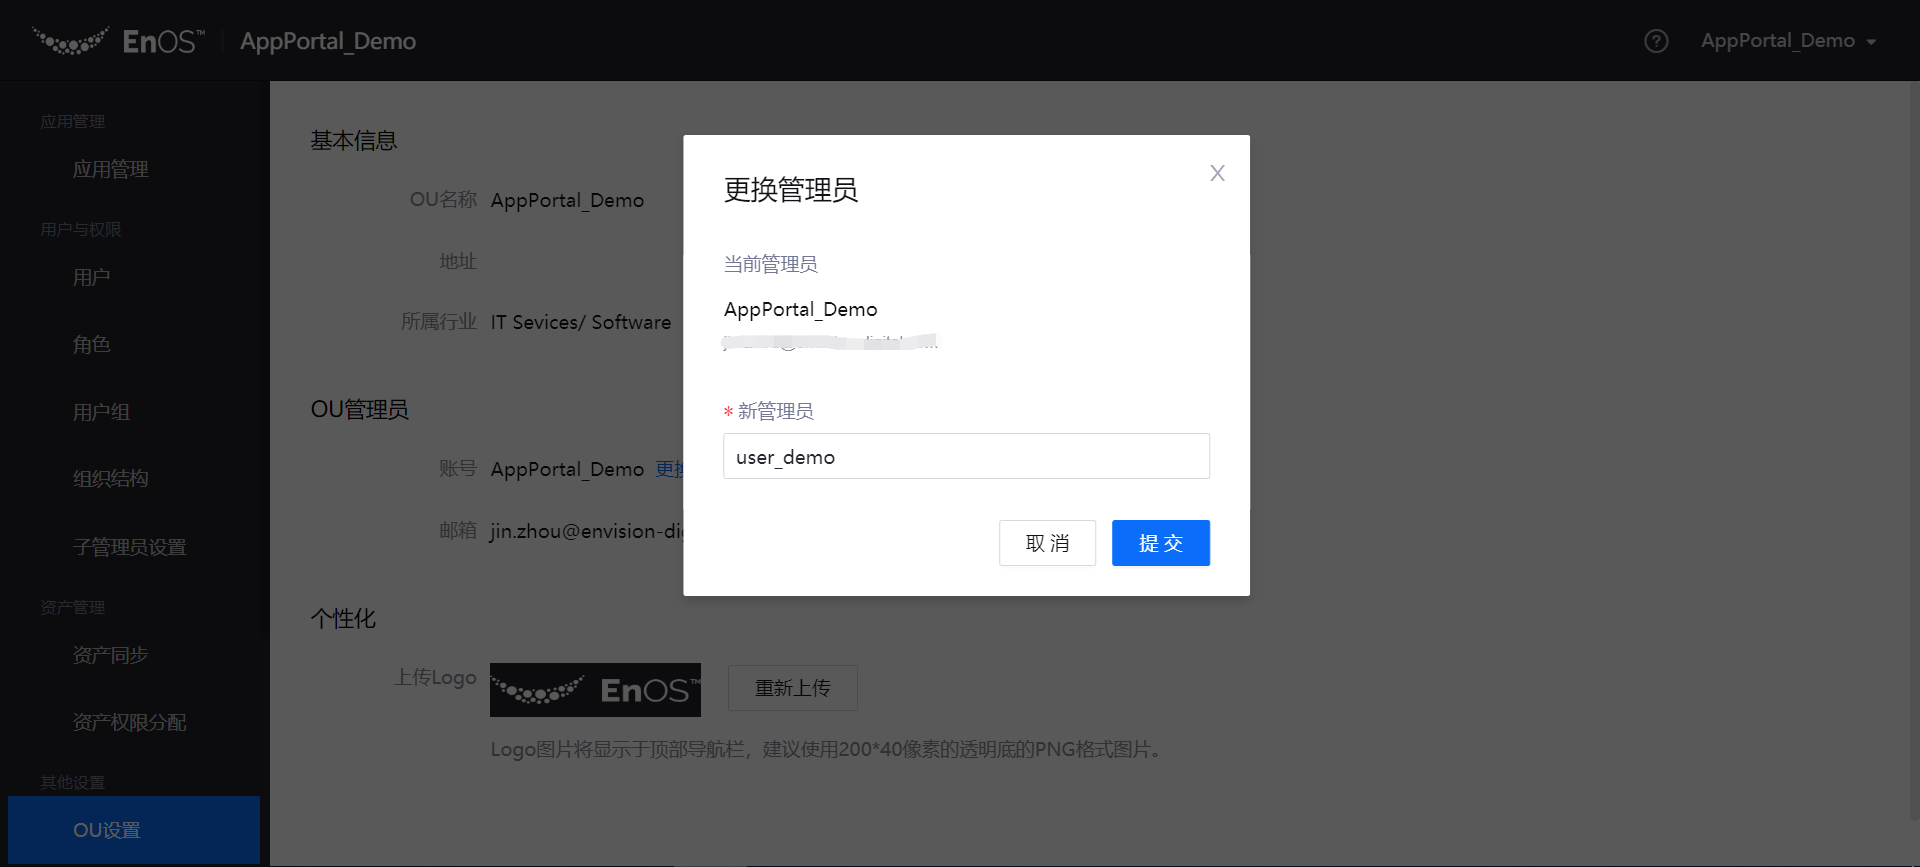 EnOS™ AppPortal_Demo
AppPortal_Demo
应用管理
应用管理
用户与权限
用户
角色
用户组
组织结构
子管理员设置
资产管理
资产同步
资产权限分配
其他设置
OU设置
基本信息
OU名称 AppPortal_Demo
地址
所属行业 IT Sevices/ Software
OU管理员
账号 AppPortal_Demo 更换
邮箱 jin.zhou@envision-di
个性化
上传Logo EnOS™ 重新上传
Logo图片将显示于顶部导航栏，建议使用200*40像素的透明底的PNG格式图片。
更换管理员
X
当前管理员
AppPortal_Demo
* 新管理员
user_demo
取 消 提 交